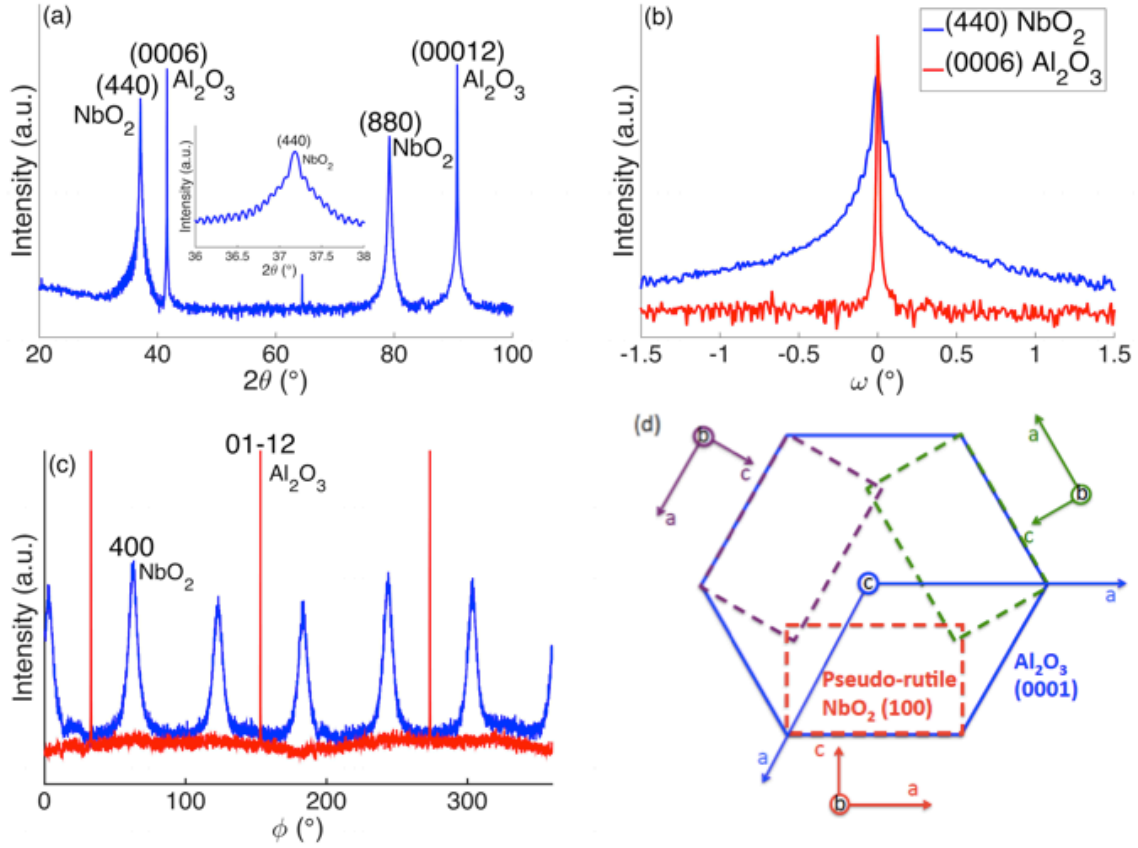 (a)
(0006)
Al₂O₃
(440)
NbO₂
(00012)
Al₂O₃
(880)
NbO₂
Intensity (a.u.)
Intensity (a.u.)
(440)
NbO₂
36 36.5 37 37.5 38
2θ (°)
20 40 60 80 100
2θ (°)
(b)
(440) NbO₂
(0006) Al₂O₃
Intensity (a.u.)
-1.5 -1 -0.5 0 0.5 1 1.5
ω (°)
(c)
01-12
Al₂O₃
400
NbO₂
Intensity (a.u.)
0 100 200 300
ϕ (°)
(d)
b
c
a
a
b
c
c
a
a
Al₂O₃
(0001)
Pseudo-rutile
NbO₂ (100)
c
a
b